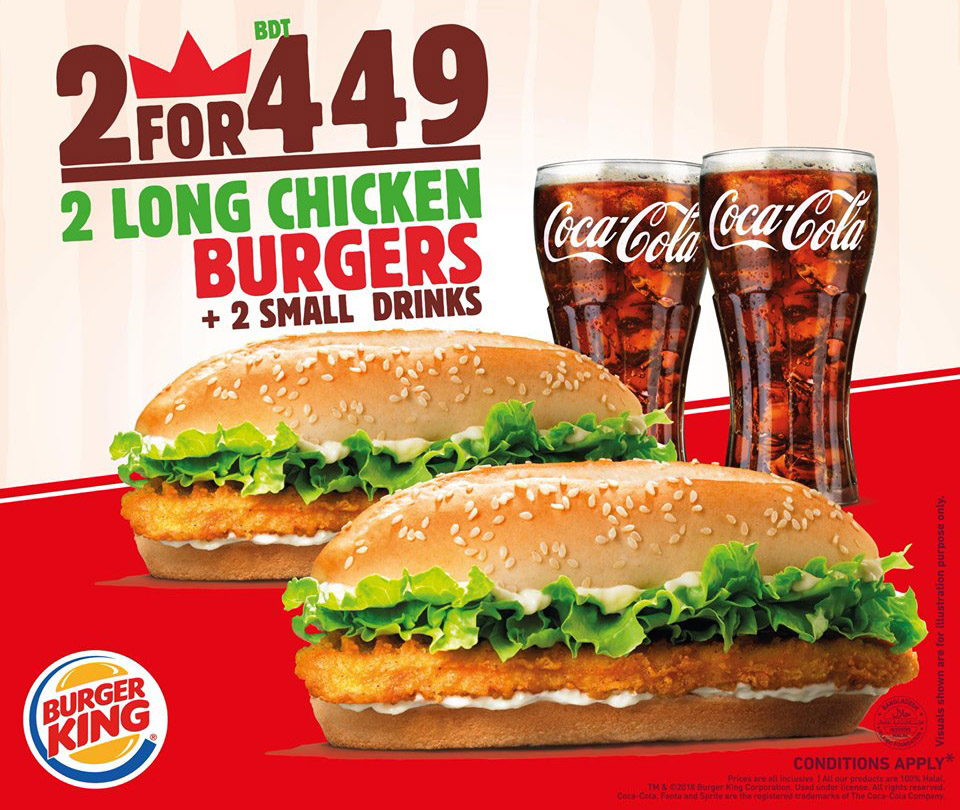 BDT
2 FOR 449
2 LONG CHICKEN
BURGERS
+ 2 SMALL DRINKS
Coca-Cola
Coca-Cola
BURGER
KING
®
Visuals shown are for illustration purpose only.
BANGLADESH
CONDITIONS APPLY*
Prices are all inclusive | All our products are 100% Halal.
TM & ©2018 Burger King Corporation. Used under license. All rights reserved.
Coca-Cola, Fanta and Sprite are the registered trademarks of The Coca-Cola Company